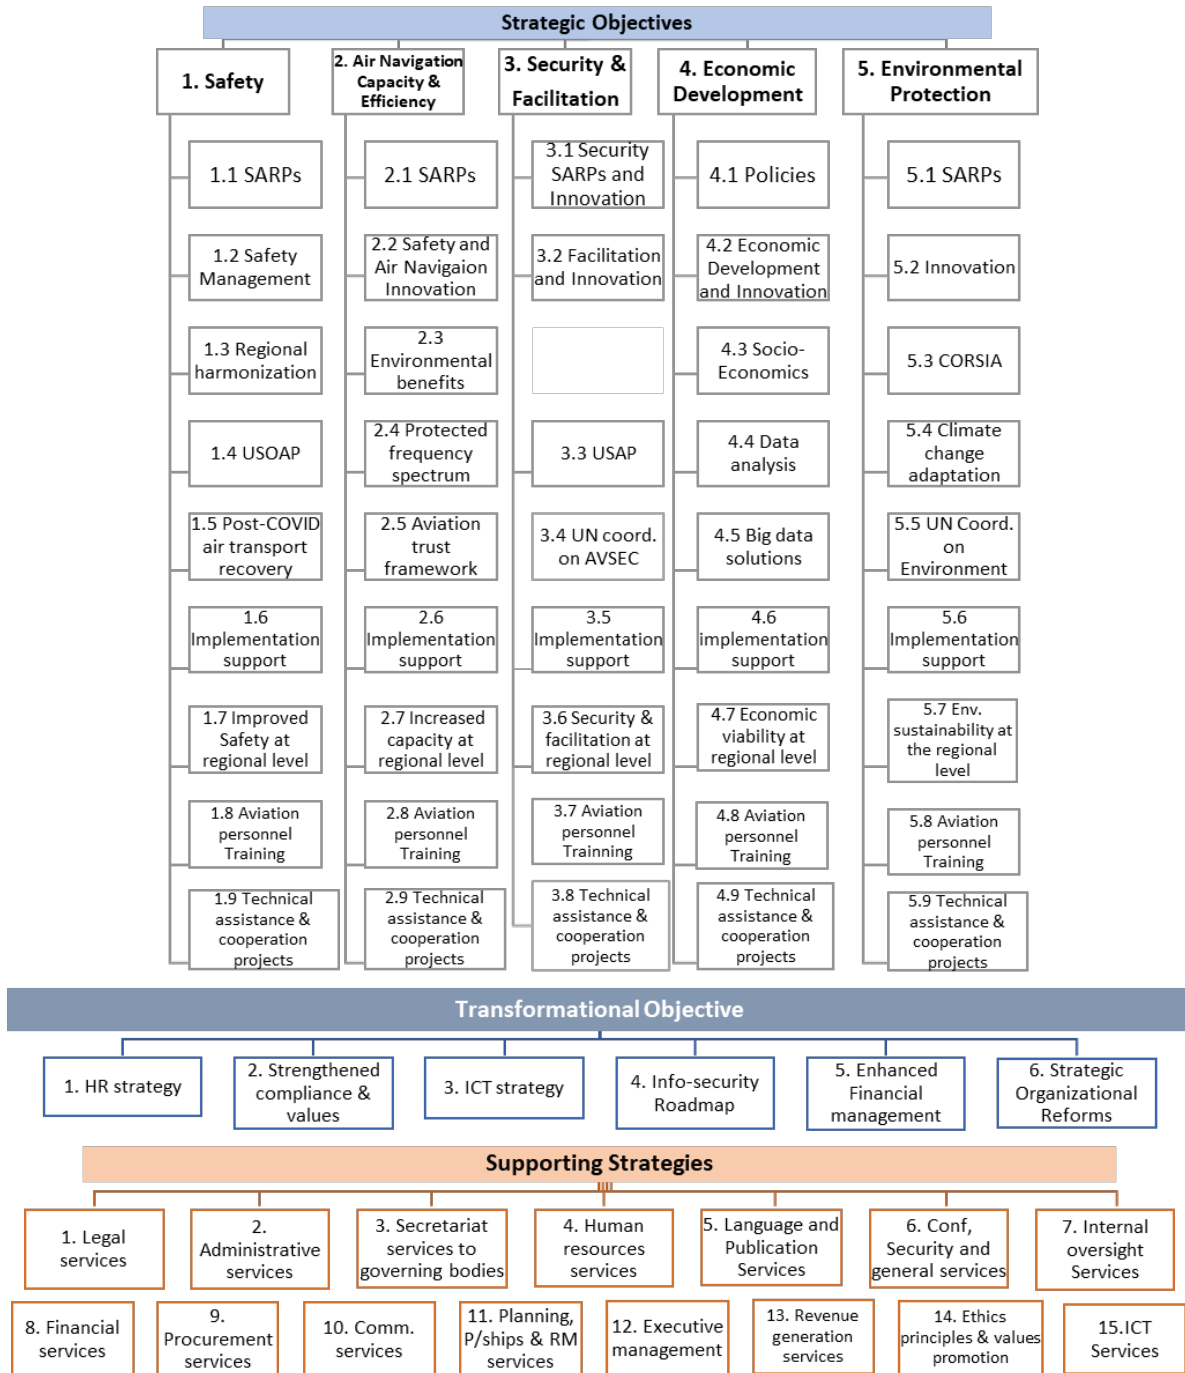 Strategic Objectives
1. Safety
2. Air Navigation
Capacity &
Efficiency
3. Security &
Facilitation
4. Economic
Development
5. Environmental
Protection
1.1 SARPs
2.1 SARPs
3.1 Security
SARPs and
Innovation
4.1 Policies
5.1 SARPs
1.2 Safety
Management
2.2 Safety and
Air Navigaion
Innovation
3.2 Facilitation
and Innovation
4.2 Economic
Development
and Innovation
5.2 Innovation
1.3 Regional
harmonization
2.3
Environmental
benefits
4.3 Socio-
Economics
5.3 CORSIA
1.4 USOAP
2.4 Protected
frequency
spectrum
3.3 USAP
4.4 Data
analysis
5.4 Climate
change
adaptation
1.5 Post-COVID
air transport
recovery
2.5 Aviation
trust
framework
3.4 UN coord.
on AVSEC
4.5 Big data
solutions
5.5 UN Coord.
on
Environment
1.6
Implementation
support
2.6
Implementation
support
3.5
Implementation
support
4.6
implementation
support
5.6
Implementation
support
1.7 Improved
Safety at
regional level
2.7 Increased
capacity at
regional level
3.6 Security &
facilitation at
regional level
4.7 Economic
viability at
regional level
5.7 Env.
sustainability at
the regional
level
1.8 Aviation
personnel
Training
2.8 Aviation
personnel
Training
3.7 Aviation
personnel
Trainning
4.8 Aviation
personnel
Training
5.8 Aviation
personnel
Training
1.9 Technical
assistance &
cooperation
projects
2.9 Technical
assistance &
cooperation
projects
3.8 Technical
assistance &
cooperation
projects
4.9 Technical
assistance &
cooperation
projects
5.9 Technical
assistance &
cooperation
projects
Transformational Objective
1. HR strategy
2. Strengthened
compliance &
values
3. ICT strategy
4. Info-security
Roadmap
5. Enhanced
Financial
management
6. Strategic
Organizational
Reforms
Supporting Strategies
1. Legal
services
2.
Administrative
services
3. Secretariat
services to
governing bodies
4. Human
resources
services
5. Language and
Publication
Services
6. Conf,
Security and
general services
7. Internal
oversight
Services
8. Financial
services
9.
Procurement
services
10. Comm.
services
11. Planning,
P/ships & RM
services
12. Executive
management
13. Revenue
generation
services
14. Ethics
principles & values
promotion
15.ICT
Services